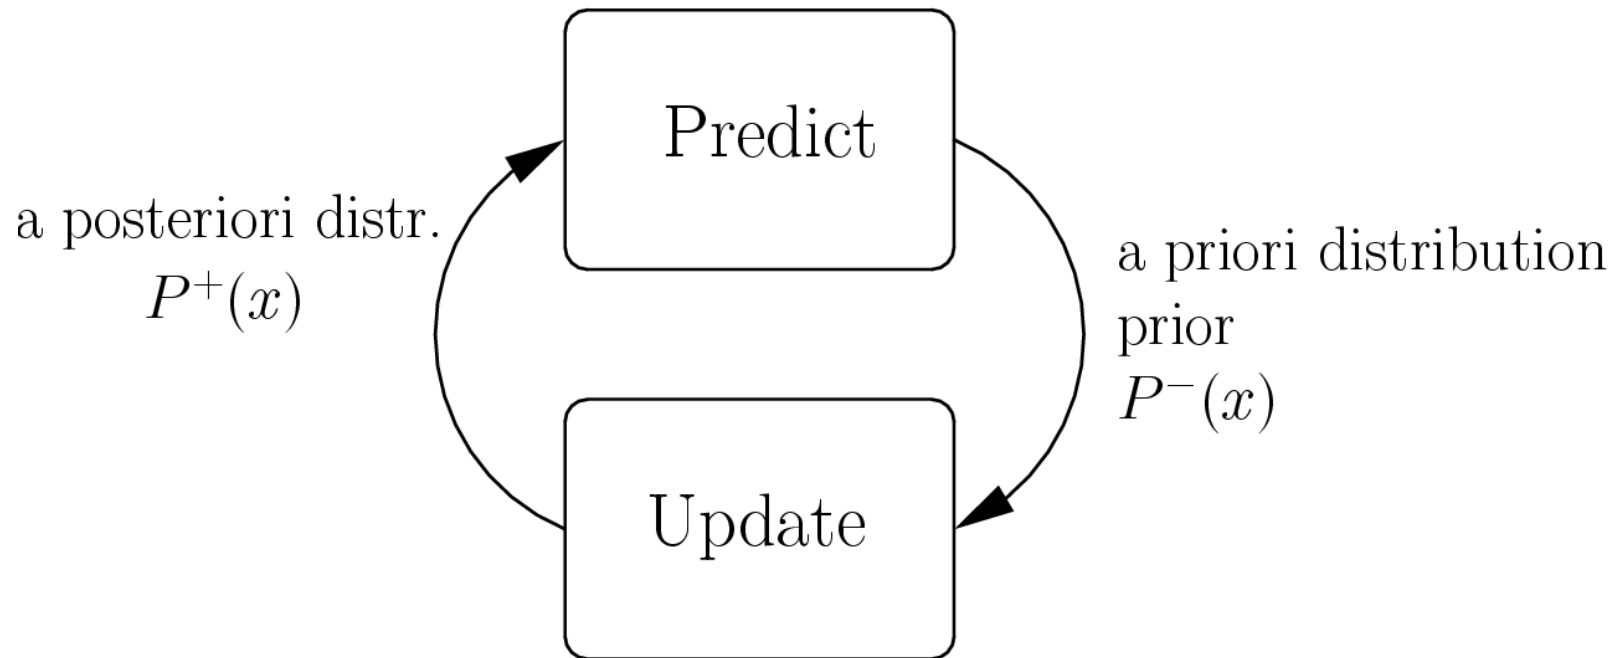 Predict
a posteriori distr.
P⁺(x)
a priori distribution
prior
P⁻(x)
Update